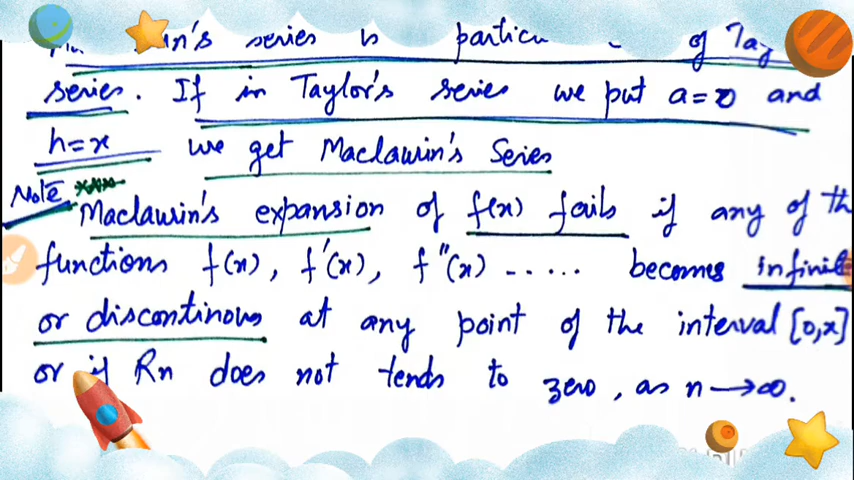 series is particu of Tay
series. If in Taylor's series we put a=0 and
h=x we get Maclaurin's Series
Note ***
Maclaurin's expansion of f(x) fails if any of th
functions f(x), f'(x), f"(x) ...... becomes infinit
or discontinous at any point of the interval [0,x]
or if Rn does not tends to zero, as n→∞.